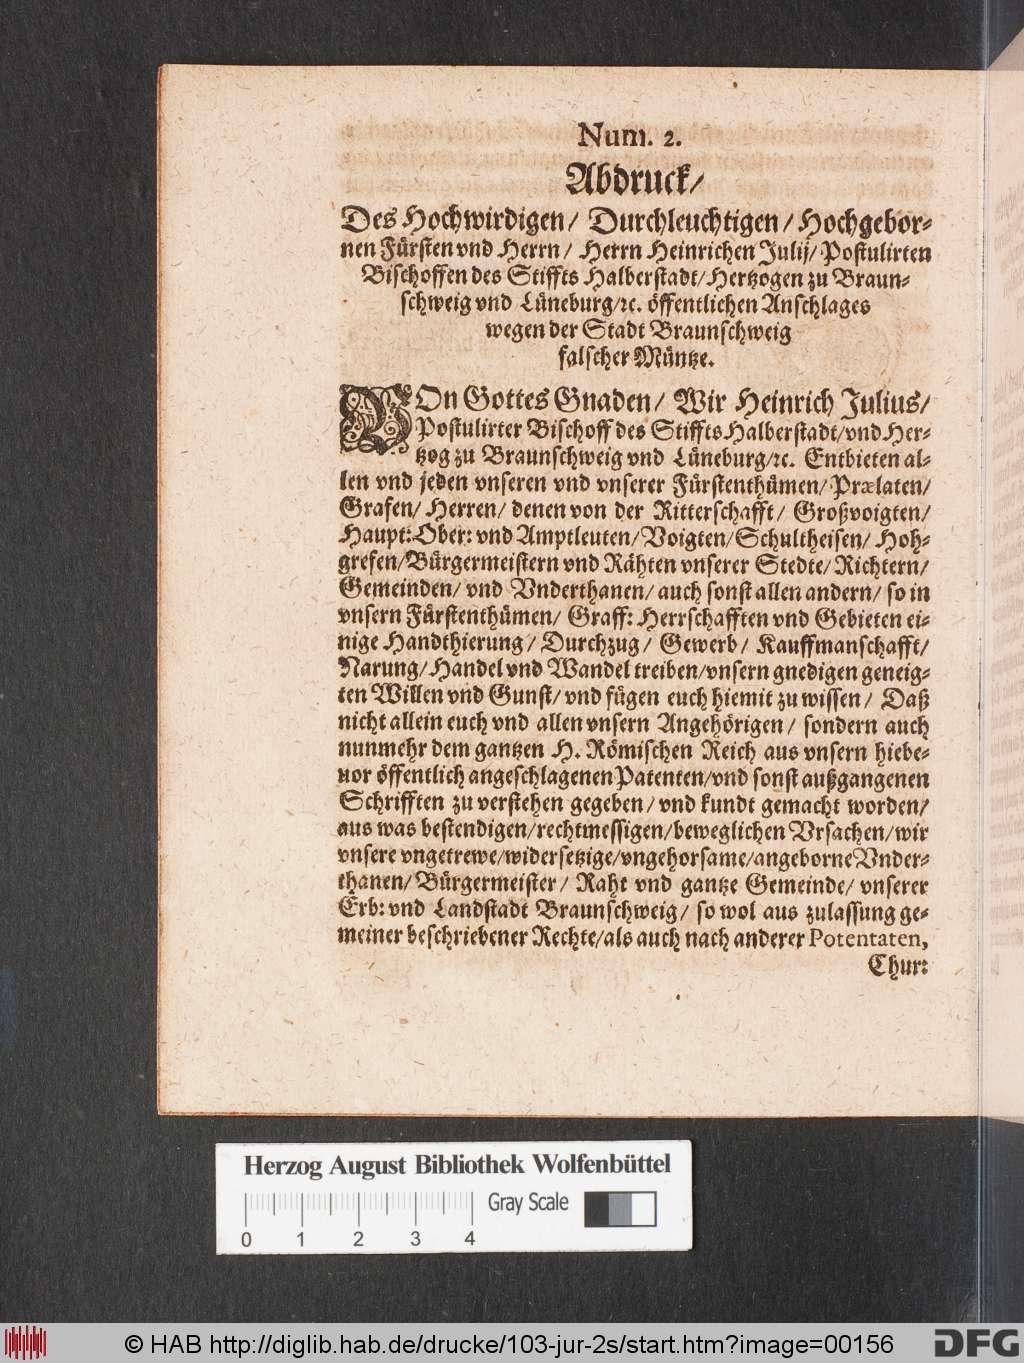 Num. 2.
Abdruck/
Des Hochwirdigen/ Durchleuchtigen/ Hochgebor-
nen Fürsten vnd Herrn/ Herrn Heinrichen Julij/ Postulirten
Bischoffen des Stiffts Halberstadt/ Hertzogen zu Braun-
schweig vnd Lüneburg/ꝛc. öffentlichen Anschlages
wegen der Stadt Braunschweig
falscher Müntze.
VOn Gottes Gnaden/ Wir Heinrich Julius/
Postulirter Bischoff des Stiffts Halberstadt/ vnd Her-
tzog zu Braunschweig vnd Lüneburg/ꝛc. Entbieten al-
len vnd jeden vnseren vnd vnserer Fürstenthümen/ Prælaten/
Grafen/ Herren/ denen von der Ritterschafft/ Großvoigten/
Haupt: Ober: vnd Amptleuten/ Voigten/ Schultheisen/ Hoh-
grefen/ Bürgermeistern vnd Rähten vnserer Stedte/ Richtern/
Gemeinden/ vnd Vnderthanen/ auch sonst allen andern/ so in
vnsern Fürstenthümen/ Graff: Herrschafften vnd Gebieten ei-
nige Handthierung/ Durchzug/ Gewerb/ Kauffmanschafft/
Narung/ Handel vnd Wandel treiben/ vnsern gnedigen geneig-
ten Willen vnd Gunst/ vnd fügen euch hiemit zu wissen/ Daß
nicht allein euch vnd allen vnsern Angehörigen/ sondern auch
nunmehr dem gantzen H. Römischen Reich aus vnsern hiebe-
uor öffentlich angeschlagenen Patenten/ vnd sonst außgangenen
Schrifften zu verstehen gegeben/ vnd kundt gemacht worden/
aus was bestendigen/ rechtmessigen/ beweglichen Vrsachen/ wir
vnsere vngetrewe/ widersetzige/ vngehorsame/ angeborne Vnder-
thanen/ Bürgermeister/ Raht vnd gantze Gemeinde/ vnserer
Erb: vnd Landstadt Braunschweig/ so wol aus zulassung ge-
meiner beschriebener Rechte/ als auch nach anderer Potentaten,
Chur:
Herzog August Bibliothek Wolfenbüttel
Gray Scale
0 1 2 3 4
© HAB http://diglib.hab.de/drucke/103-jur-2s/start.htm?image=00156
DFG